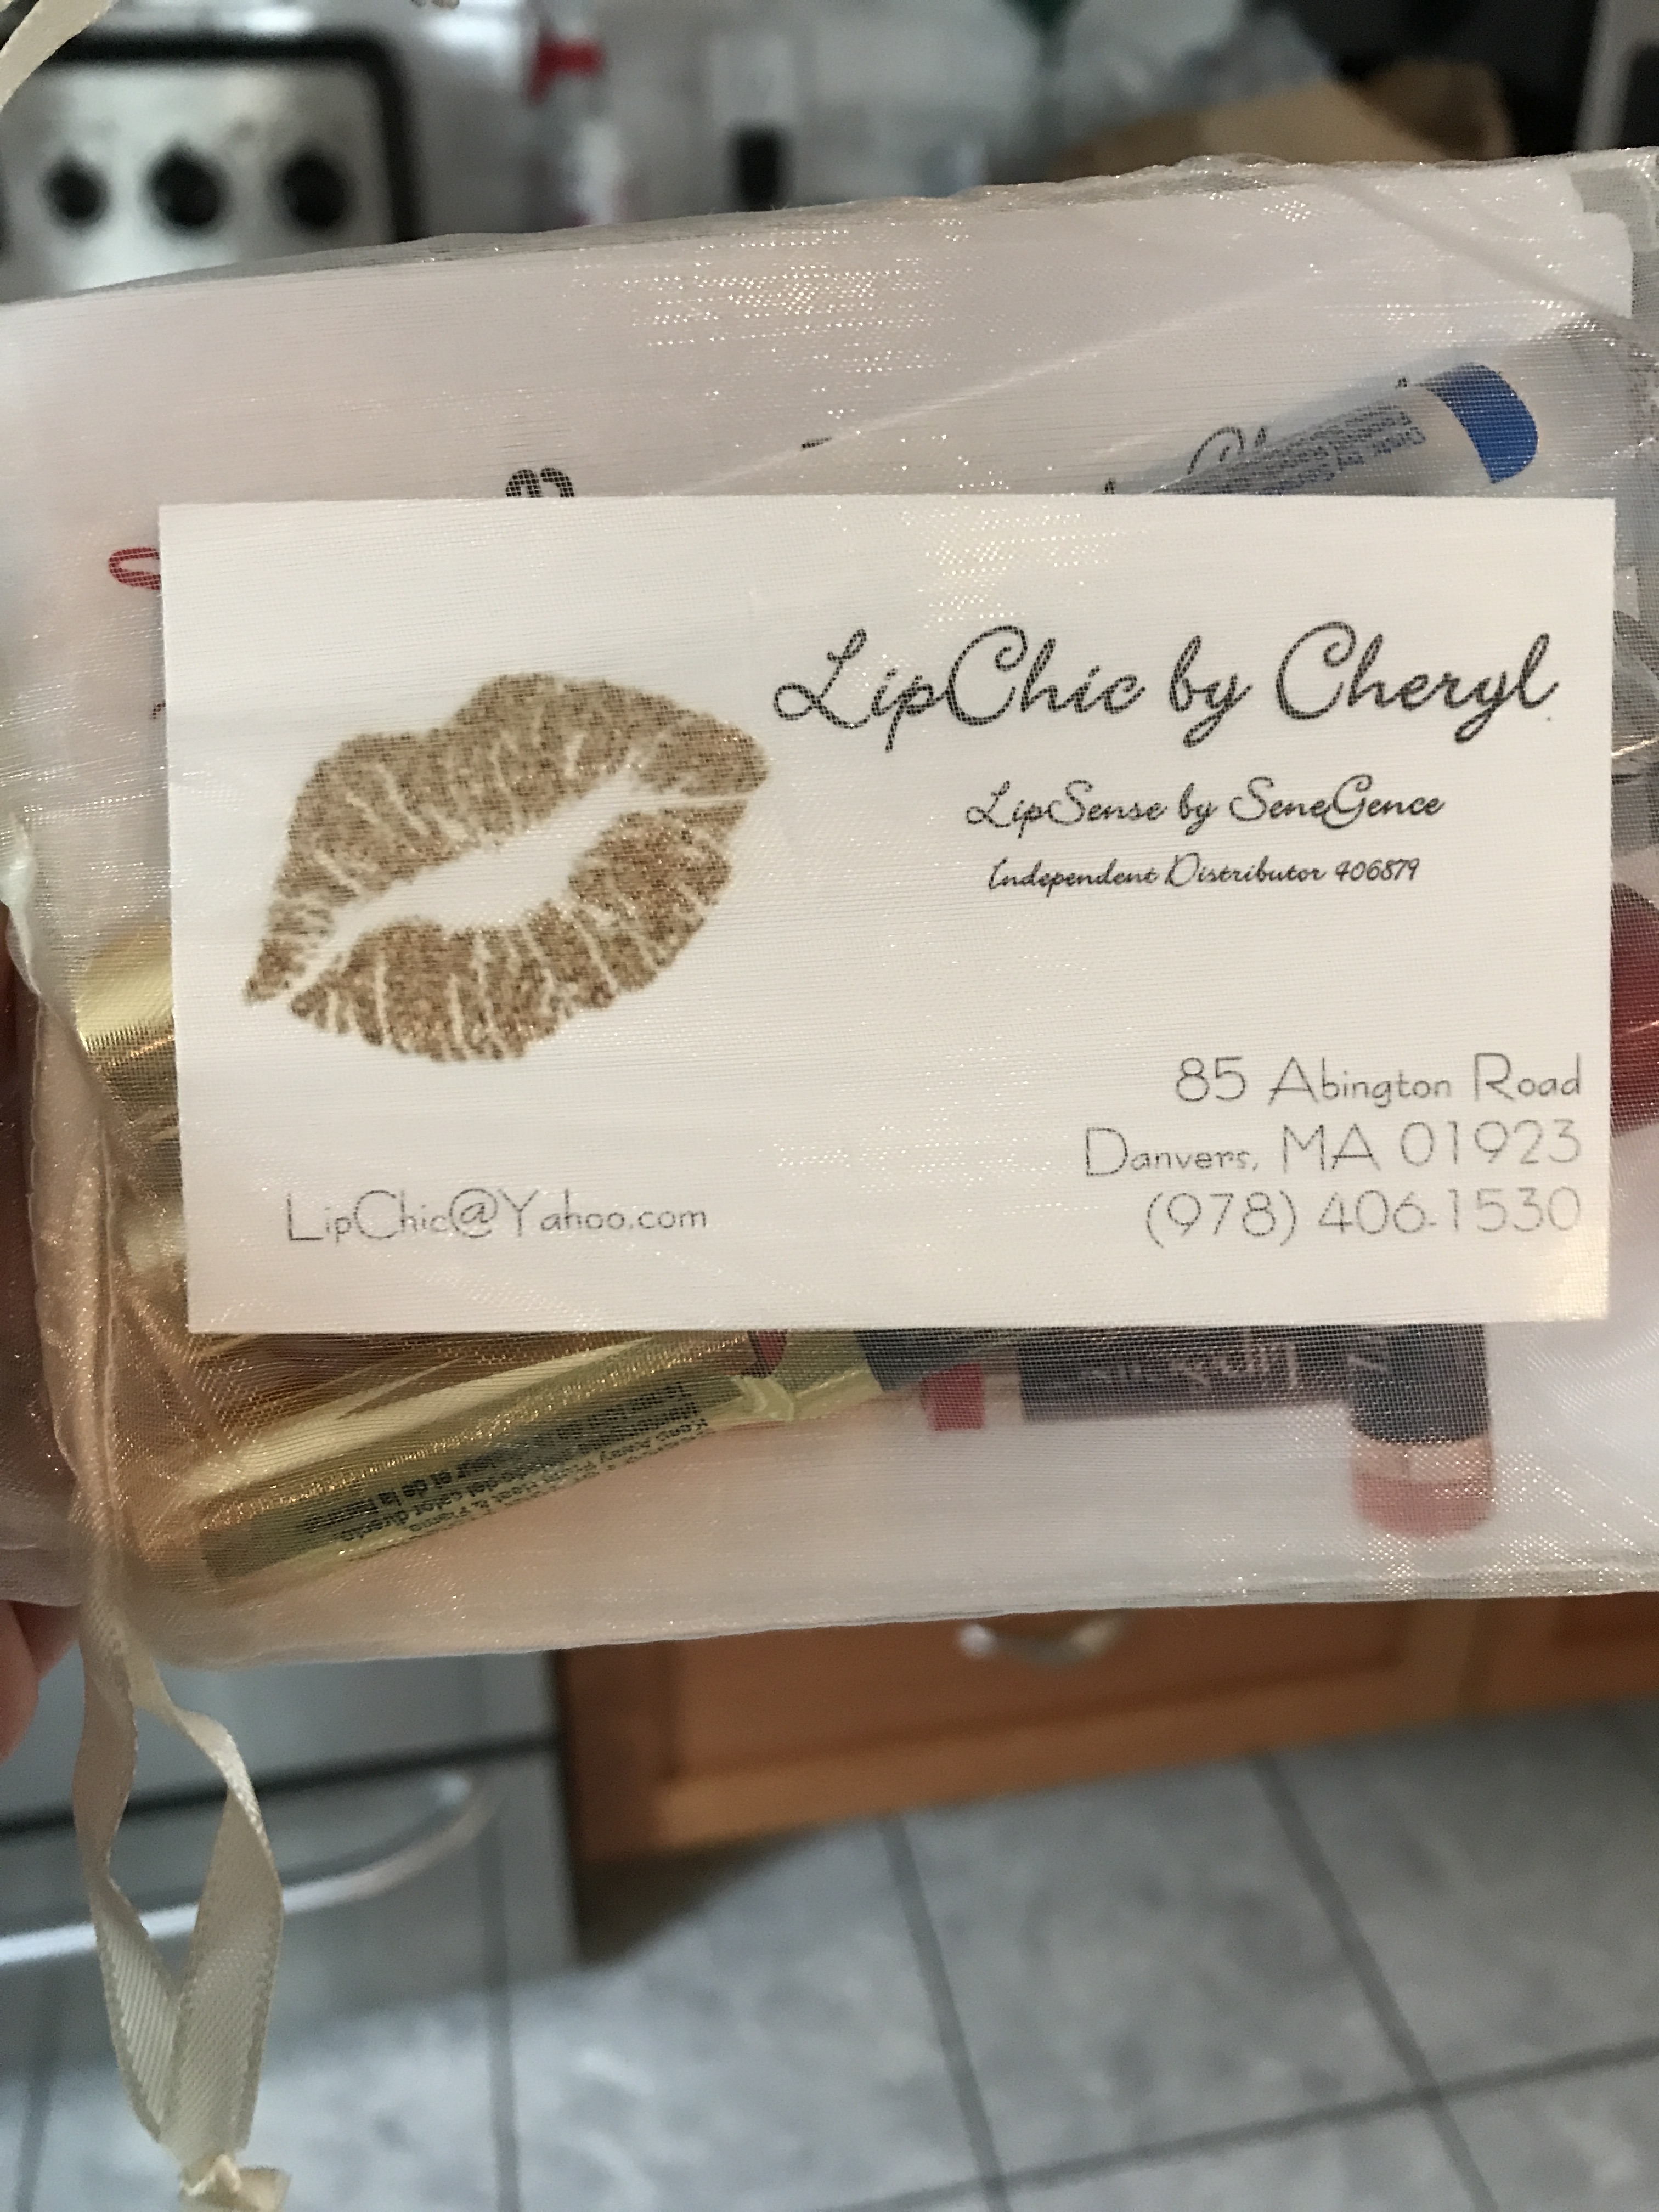 LipChic by Cheryl
LipSense by SeneGence
Independent Distributor 406879
85 Abington Road
Danvers, MA 01923
(978) 406-1530
LipChic@Yahoo.com
LipSense